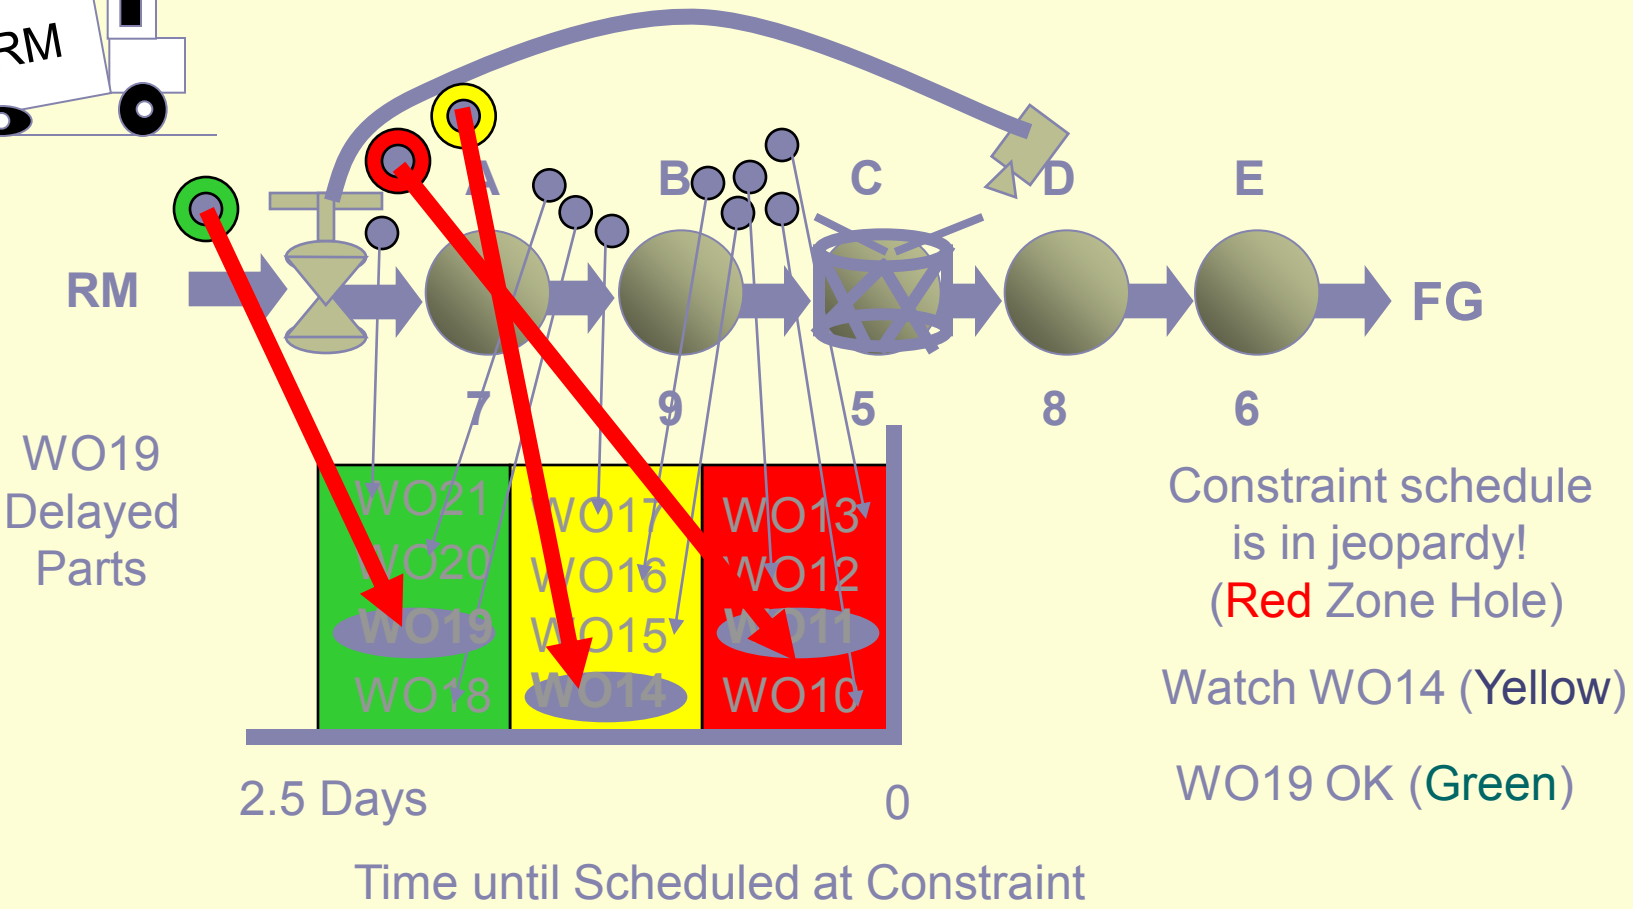 RM
A
B
C
D
E
RM
FG
7
9
5
8
6
WO19
Delayed
Parts
WO21
WO20
WO19
WO18
WO17
WO16
WO15
WO14
WO13
WO12
WO11
WO10
Constraint schedule
is in jeopardy!
(Red Zone Hole)
Watch WO14 (Yellow)
WO19 OK (Green)
2.5 Days
0
Time until Scheduled at Constraint